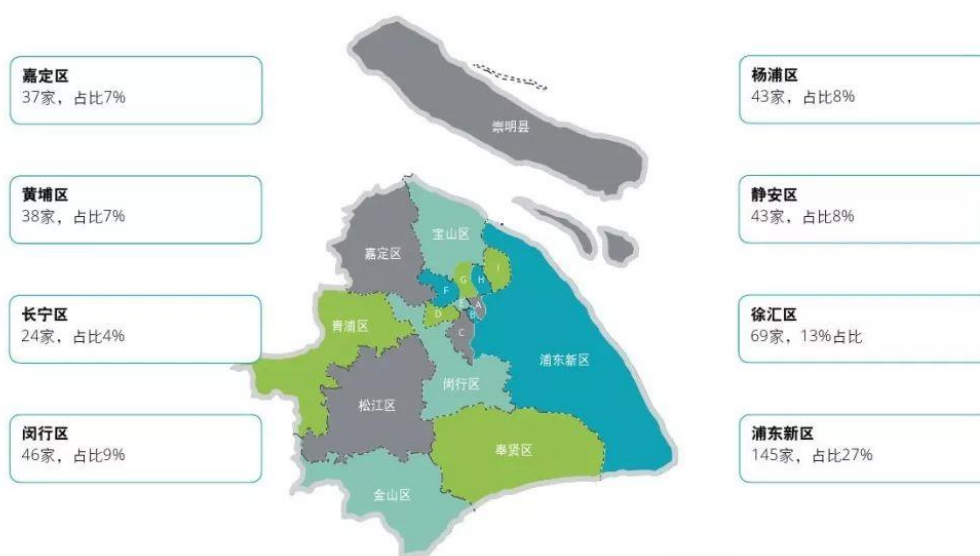 嘉定区
37家，占比7%
黄埔区
38家，占比7%
长宁区
24家，占比4%
闵行区
46家，占比9%
崇明县
宝山区
嘉定区
G
H
I
F
E
A
D
B
C
青浦区
浦东新区
闵行区
松江区
奉贤区
金山区
杨浦区
43家，占比8%
静安区
43家，占比8%
徐汇区
69家，13%占比
浦东新区
145家，占比27%